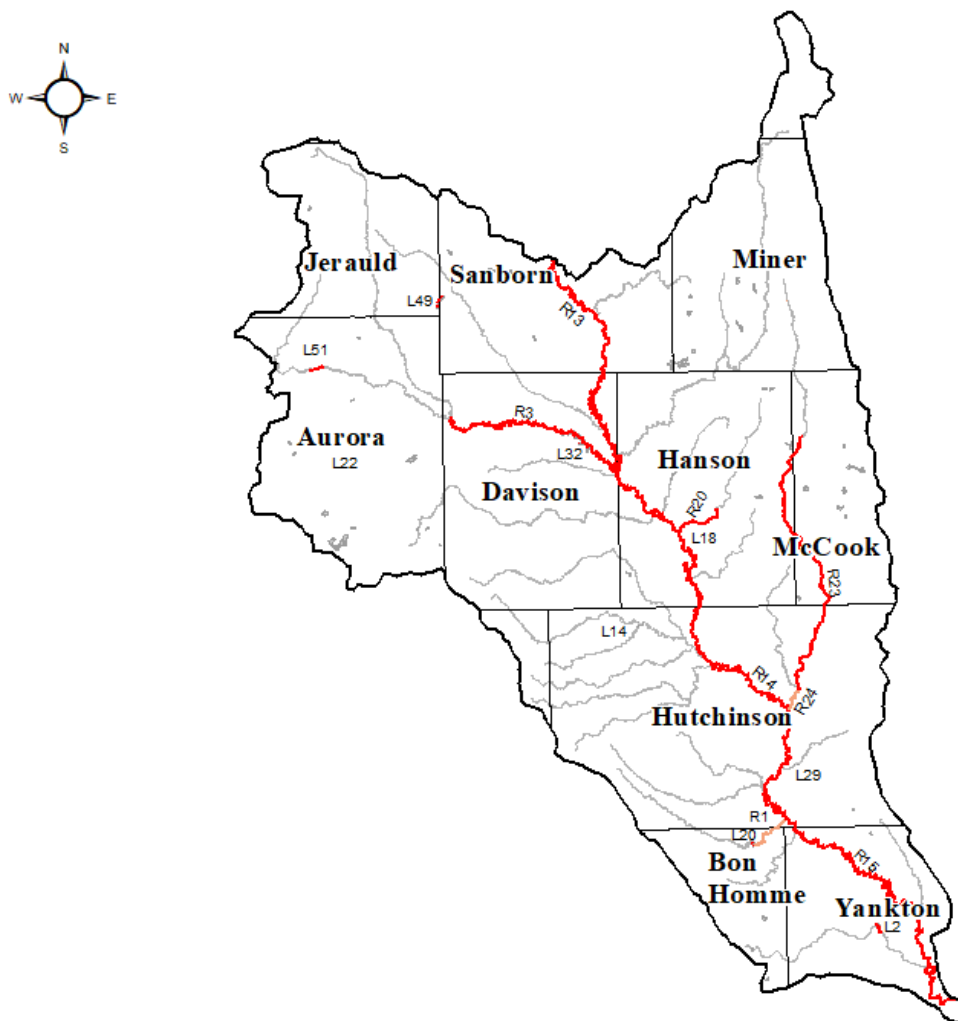 N
W E
S
Jerauld
Sanborn
Miner
L49
R13
L51
R3
Aurora
L22
L32
Hanson
Davison
R20
L18
McCook
R23
L14
R14
R24
Hutchinson
L29
R1
L20
Bon
Homme
R15
Yankton
L2